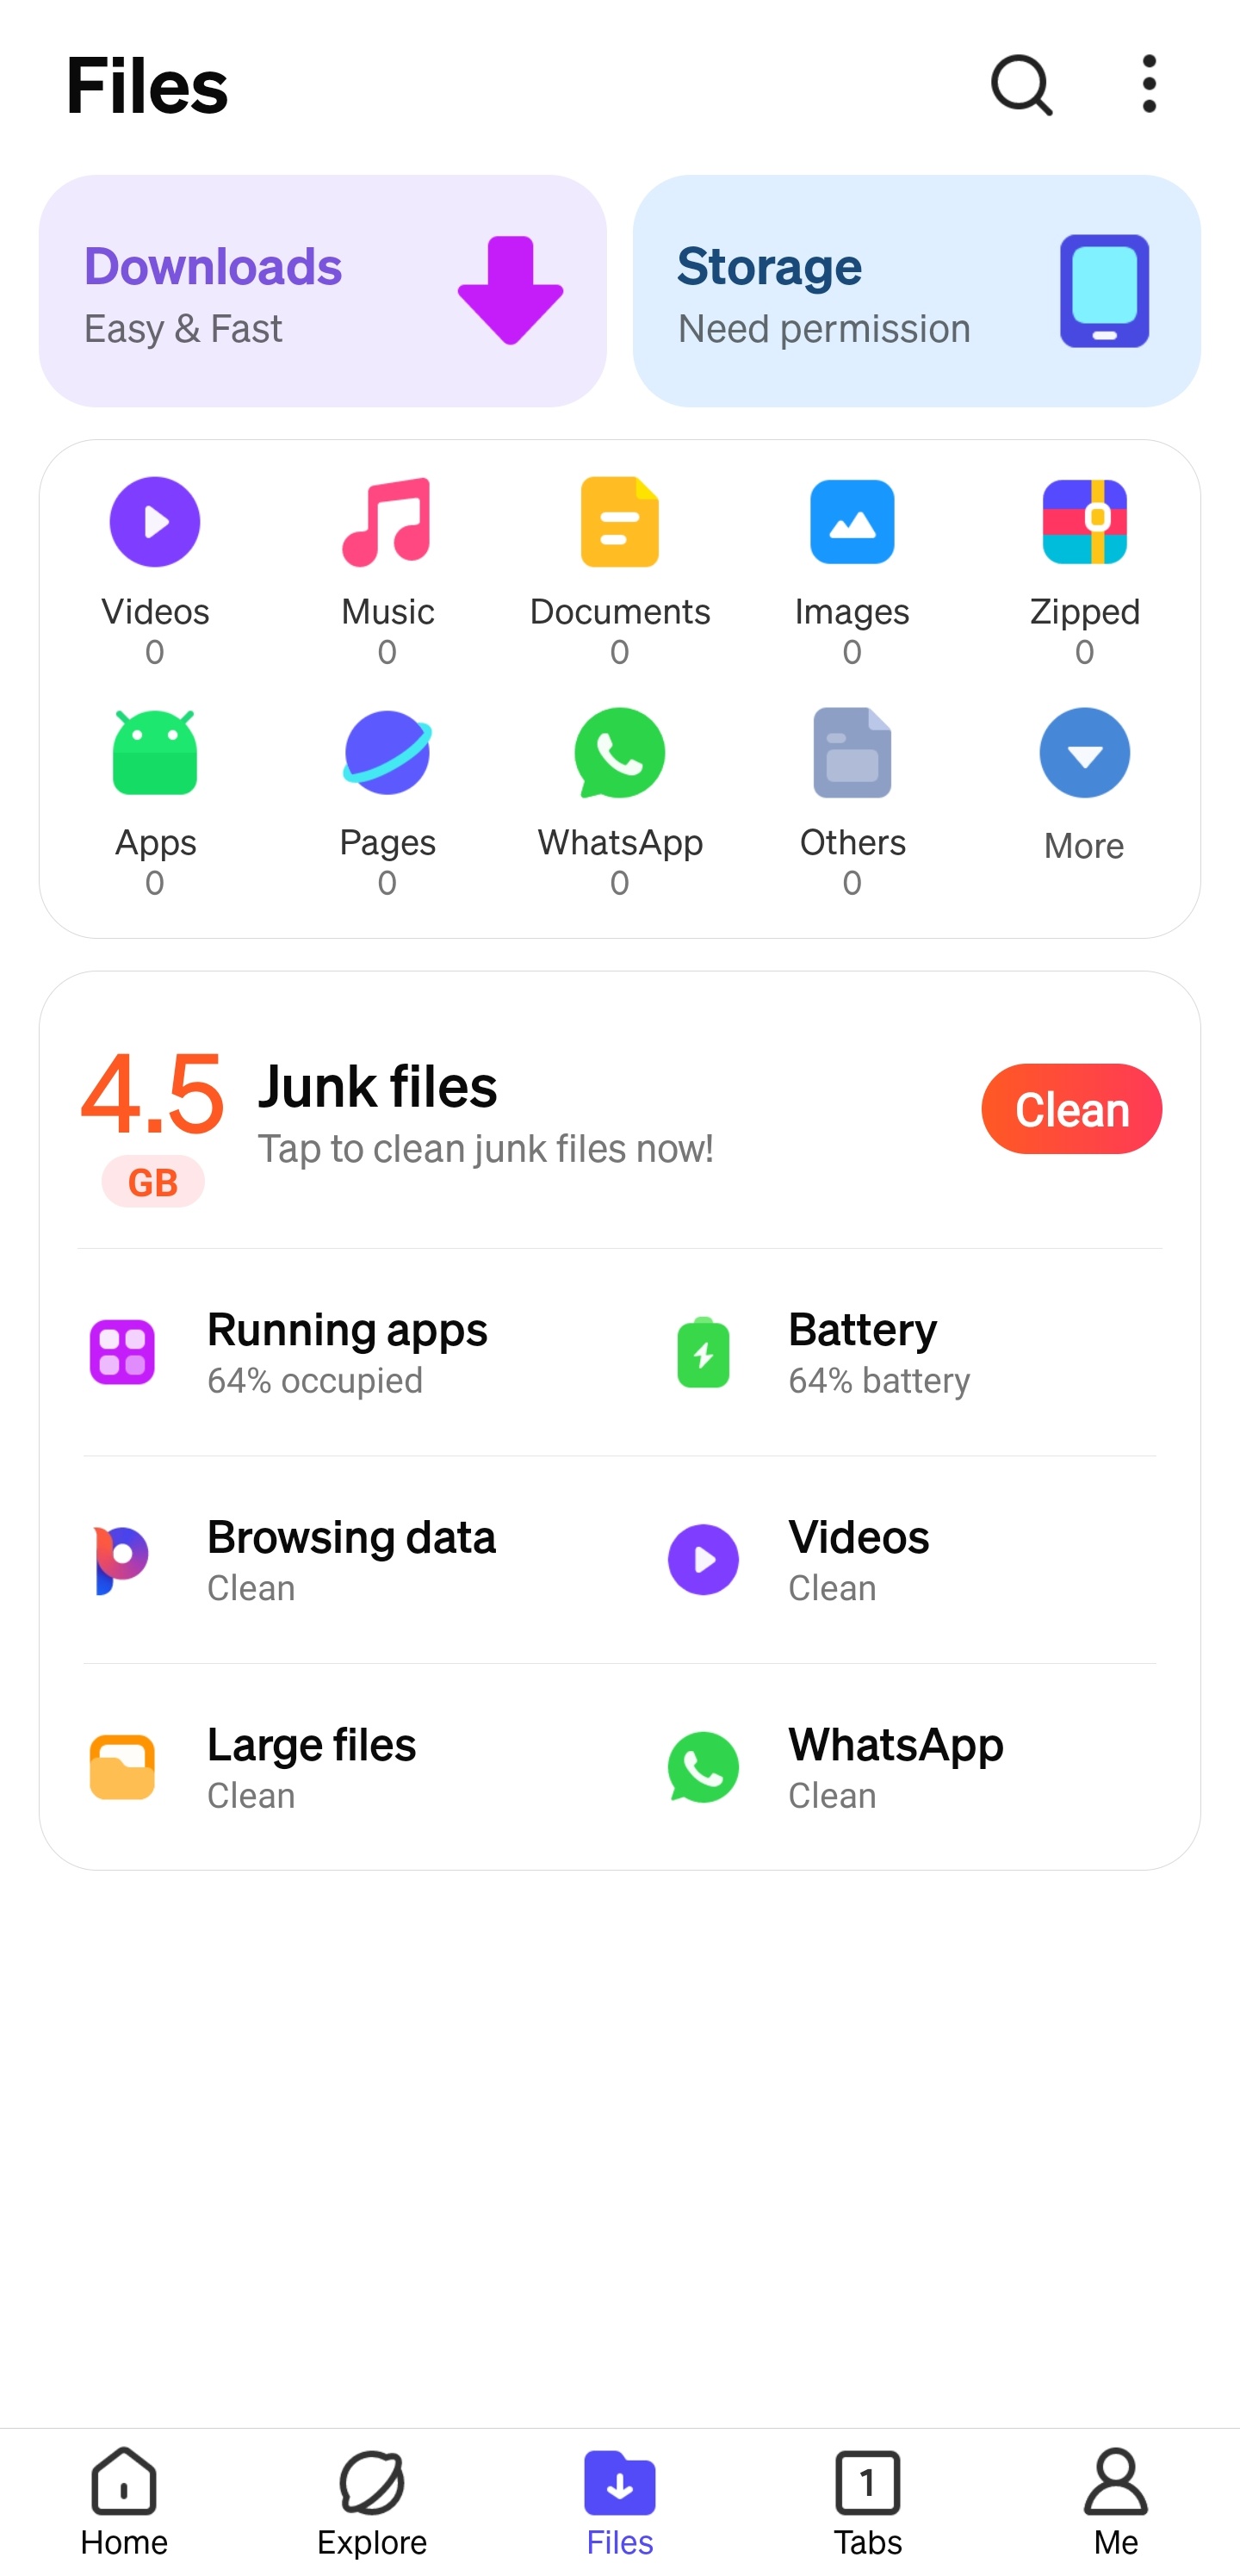 Files
Downloads
Easy & Fast
Storage
Need permission
Videos
0
Music
0
Documents
0
Images
0
Zipped
0
Apps
0
Pages
0
WhatsApp
0
Others
0
More
4.5
GB
Junk files
Tap to clean junk files now!
Clean
Running apps
64% occupied
Battery
64% battery
Browsing data
Clean
Videos
Clean
Large files
Clean
WhatsApp
Clean
Home
Explore
Files
1
Tabs
Me